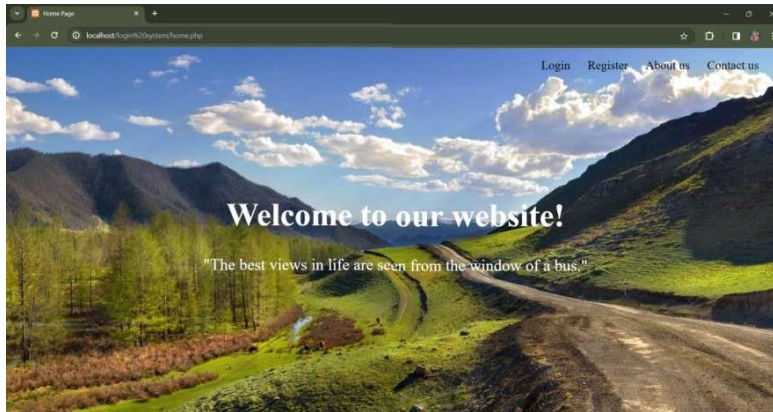 Home Page
localhost/login%20system/home.php
Login Register About us Contact us
Welcome to our website!
"The best views in life are seen from the window of a bus."